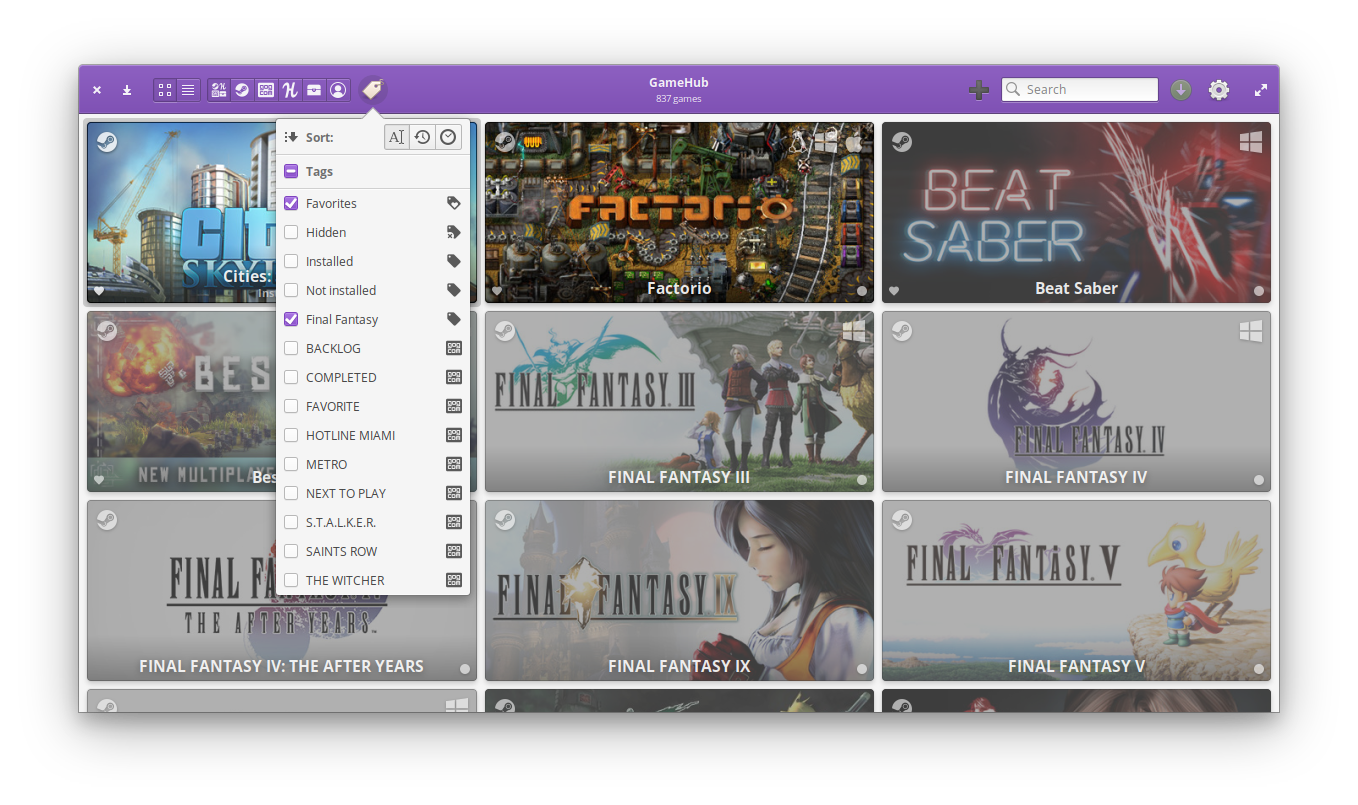 GameHub
837 games
Search
Sort:
Tags
Favorites
Hidden
Installed
Not installed
Final Fantasy
BACKLOG
COMPLETED
FAVORITE
HOTLINE MIAMI
METRO
NEXT TO PLAY
S.T.A.L.K.E.R.
SAINTS ROW
THE WITCHER
Cities:
FACTORIO
Factorio
BEAT
SABER
Beat Saber
BES
NEW MULTIPLAYE
Bes
FINAL FANTASY. III
FINAL FANTASY III
FINAL FANTASY. IV
FINAL FANTASY IV
FINAL FA
THE AFTER YEARS™
FINAL FANTASY IV: THE AFTER YEARS
FINAL FANTASY IX
FINAL FANTASY IX
FINAL FANTASY. V
FINAL FANTASY V